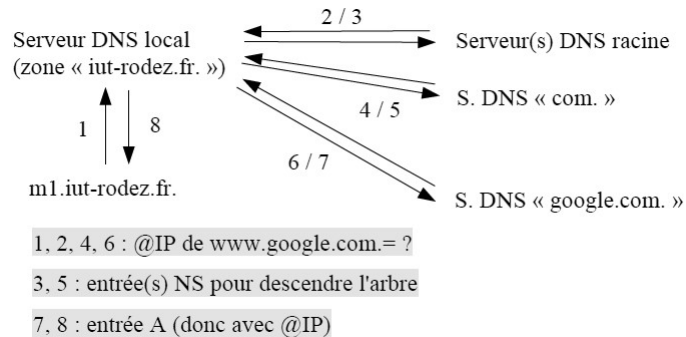 2 / 3
Serveur DNS local
(zone « iut-rodez.fr. »)
Serveur(s) DNS racine
S. DNS « com. »
4 / 5
1
8
6 / 7
m1.iut-rodez.fr.
S. DNS « google.com. »
1, 2, 4, 6 : @IP de www.google.com.= ?
3, 5 : entrée(s) NS pour descendre l'arbre
7, 8 : entrée A (donc avec @IP)